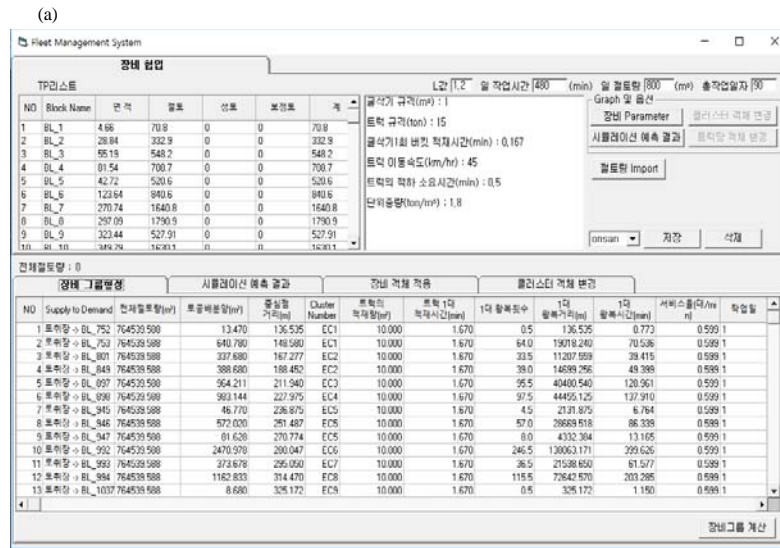 (a)
Fleet Management System
장비 협업
TP리스트
L값 1,2 일 작업시간 480 (min) 일 절토량 800 (m³) 총작업일자 90
NO Block Name 면 적 절토 성토 보정토 계
1 BL_1 4.66 70.8 0 0 70.8
2 BL_2 28.84 332.9 0 0 332.9
3 BL_3 55.19 548.2 0 0 548.2
4 BL_4 81.54 708.7 0 0 708.7
5 BL_5 42.72 520.6 0 0 520.6
6 BL_6 123.64 840.6 0 0 840.6
7 BL_7 270.74 1640.8 0 0 1640.8
8 BL_8 297.09 1790.9 0 0 1790.9
9 BL_9 323.44 527.91 0 0 527.91
10 BL_10 349.79 1630.1 0 0 1630.1
굴삭기 규격(m³) : 1
트럭 규격(ton) : 15
굴삭기1회 버킷 적재시간(min) : 0,167
트럭 이동속도(km/hr) : 45
트럭의 적하 소요시간(min) : 0,5
단위중량(ton/m³) : 1,8
Graph 및 옵션
장비 Parameter 클러스터 객체 변경
시뮬레이션 예측 결과 트럭당 객체 변경
절토량 Import
onsan 저장 삭제
전체절토량 : 0
장비 그룹형성 시뮬레이션 예측 결과 장비 객체 적용 클러스터 객체 변경
NO Supply to Demand 전체절토량(m³) 토공배분량(m³) 중심점 거리(m) Cluster Number 트럭의 적재량(m³) 트럭 1대 적재시간(min) 1대 왕복횟수 1대 왕복거리(m) 1대 왕복시간(min) 서비스율(대/min) 작업일
1 토취장 -> BL_752 764539.588 13.470 136.535 EC1 10.000 1.670 0.5 136.535 0.773 0.599 1
2 토취장 -> BL_753 764539.588 640.780 148.580 EC1 10.000 1.670 64.0 19018.240 70.536 0.599 1
3 토취장 -> BL_801 764539.588 337.680 167.277 EC2 10.000 1.670 33.5 11207.559 39.415 0.599 1
4 토취장 -> BL_849 764539.588 388.680 188.452 EC2 10.000 1.670 39.0 14699.256 49.399 0.599 1
5 토취장 -> BL_897 764539.588 964.211 211.940 EC3 10.000 1.670 95.5 40480.540 128.961 0.599 1
6 토취장 -> BL_898 764539.588 983.144 227.975 EC4 10.000 1.670 97.5 44455.125 137.910 0.599 1
7 토취장 -> BL_945 764539.588 46.770 236.875 EC5 10.000 1.670 4.5 2131.875 6.764 0.599 1
8 토취장 -> BL_946 764539.588 572.020 251.487 EC5 10.000 1.670 57.0 28669.518 86.339 0.599 1
9 토취장 -> BL_947 764539.588 81.628 270.774 EC5 10.000 1.670 8.0 4332.384 13.165 0.599 1
10 토취장 -> BL_992 764539.588 2470.978 280.047 EC6 10.000 1.670 246.5 138063.171 399.626 0.599 1
11 토취장 -> BL_993 764539.588 373.678 295.050 EC7 10.000 1.670 36.5 21538.650 61.577 0.599 1
12 토취장 -> BL_994 764539.588 1162.833 314.470 EC8 10.000 1.670 115.5 72642.570 203.285 0.599 1
13 토취장 -> BL_1037 764539.588 8.680 325.172 EC9 10.000 1.670 0.5 325.172 1.150 0.599 1
장비그룹 계산